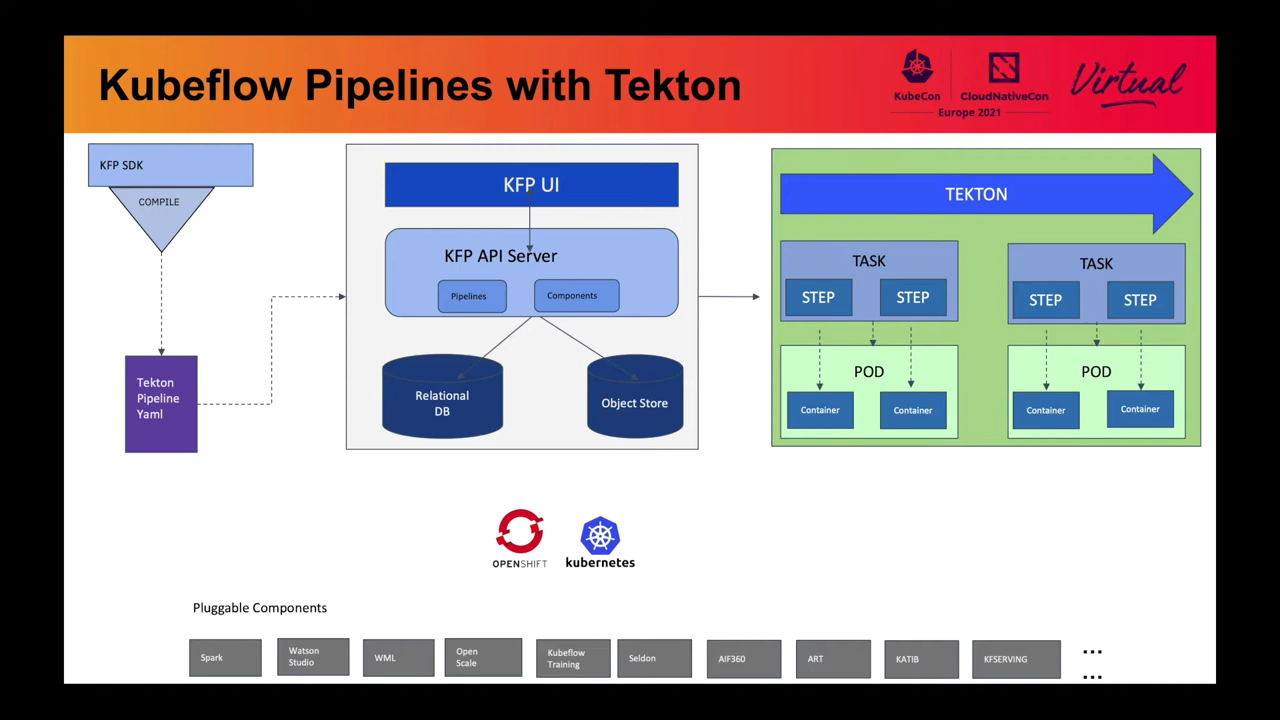 Kubeflow Pipelines with Tekton
KubeCon
CloudNativeCon
Europe 2021
Virtual
KFP SDK
COMPILE
Tekton
Pipeline
Yaml
KFP UI
KFP API Server
Pipelines
Components
Relational
DB
Object Store
TEKTON
TASK
STEP
STEP
POD
Container
Container
TASK
STEP
STEP
POD
Container
Container
OPENSHIFT
kubernetes
Pluggable Components
Spark
Watson
Studio
WML
Open
Scale
Kubeflow
Training
Seldon
AIF360
ART
KATIB
KFSERVING
...
...